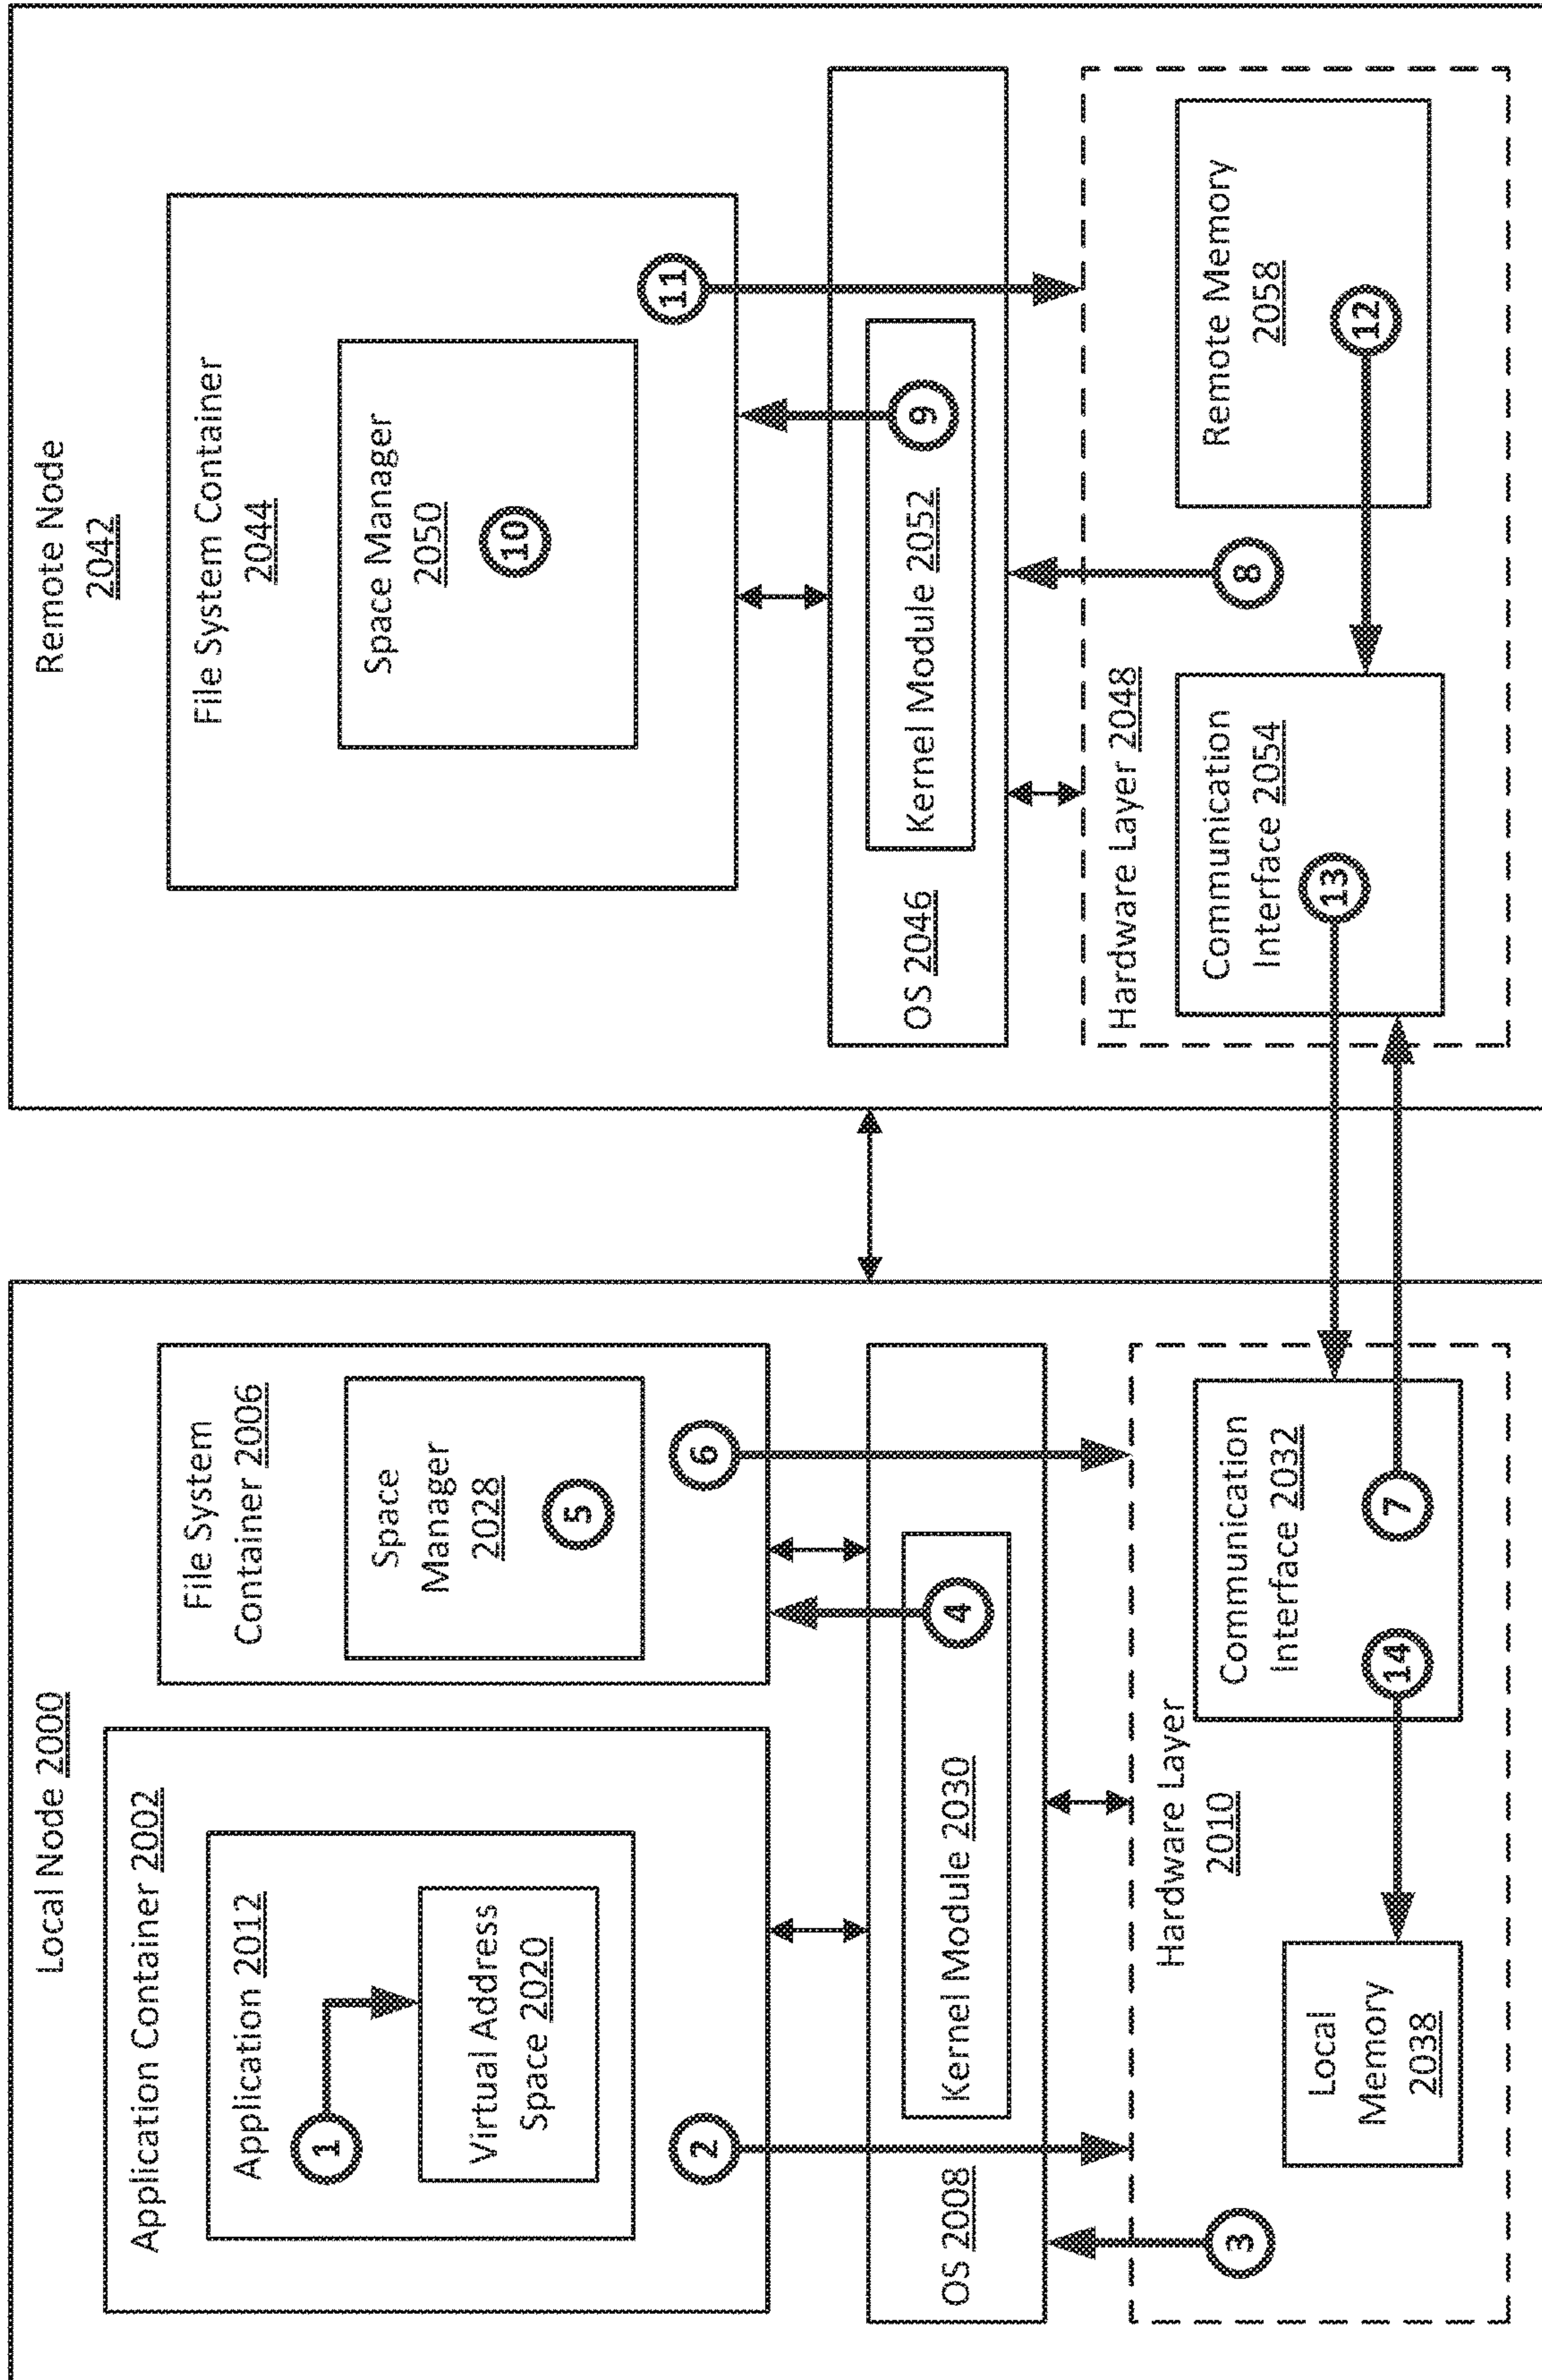 Local Node 2000
Application Container 2002
Application 2012
1
Virtual Address
Space 2020
2
File System
Container 2006
Space
Manager
2028
5
6
OS 2008
Kernel Module 2030
4
3
Hardware Layer
2010
Local
Memory
2038
Communication
Interface 2032
14
7
Remote Node
2042
File System Container
2044
Space Manager
2050
10
11
OS 2046
Kernel Module 2052
9
Hardware Layer 2048
8
Communication
Interface 2054
13
Remote Memory
2058
12